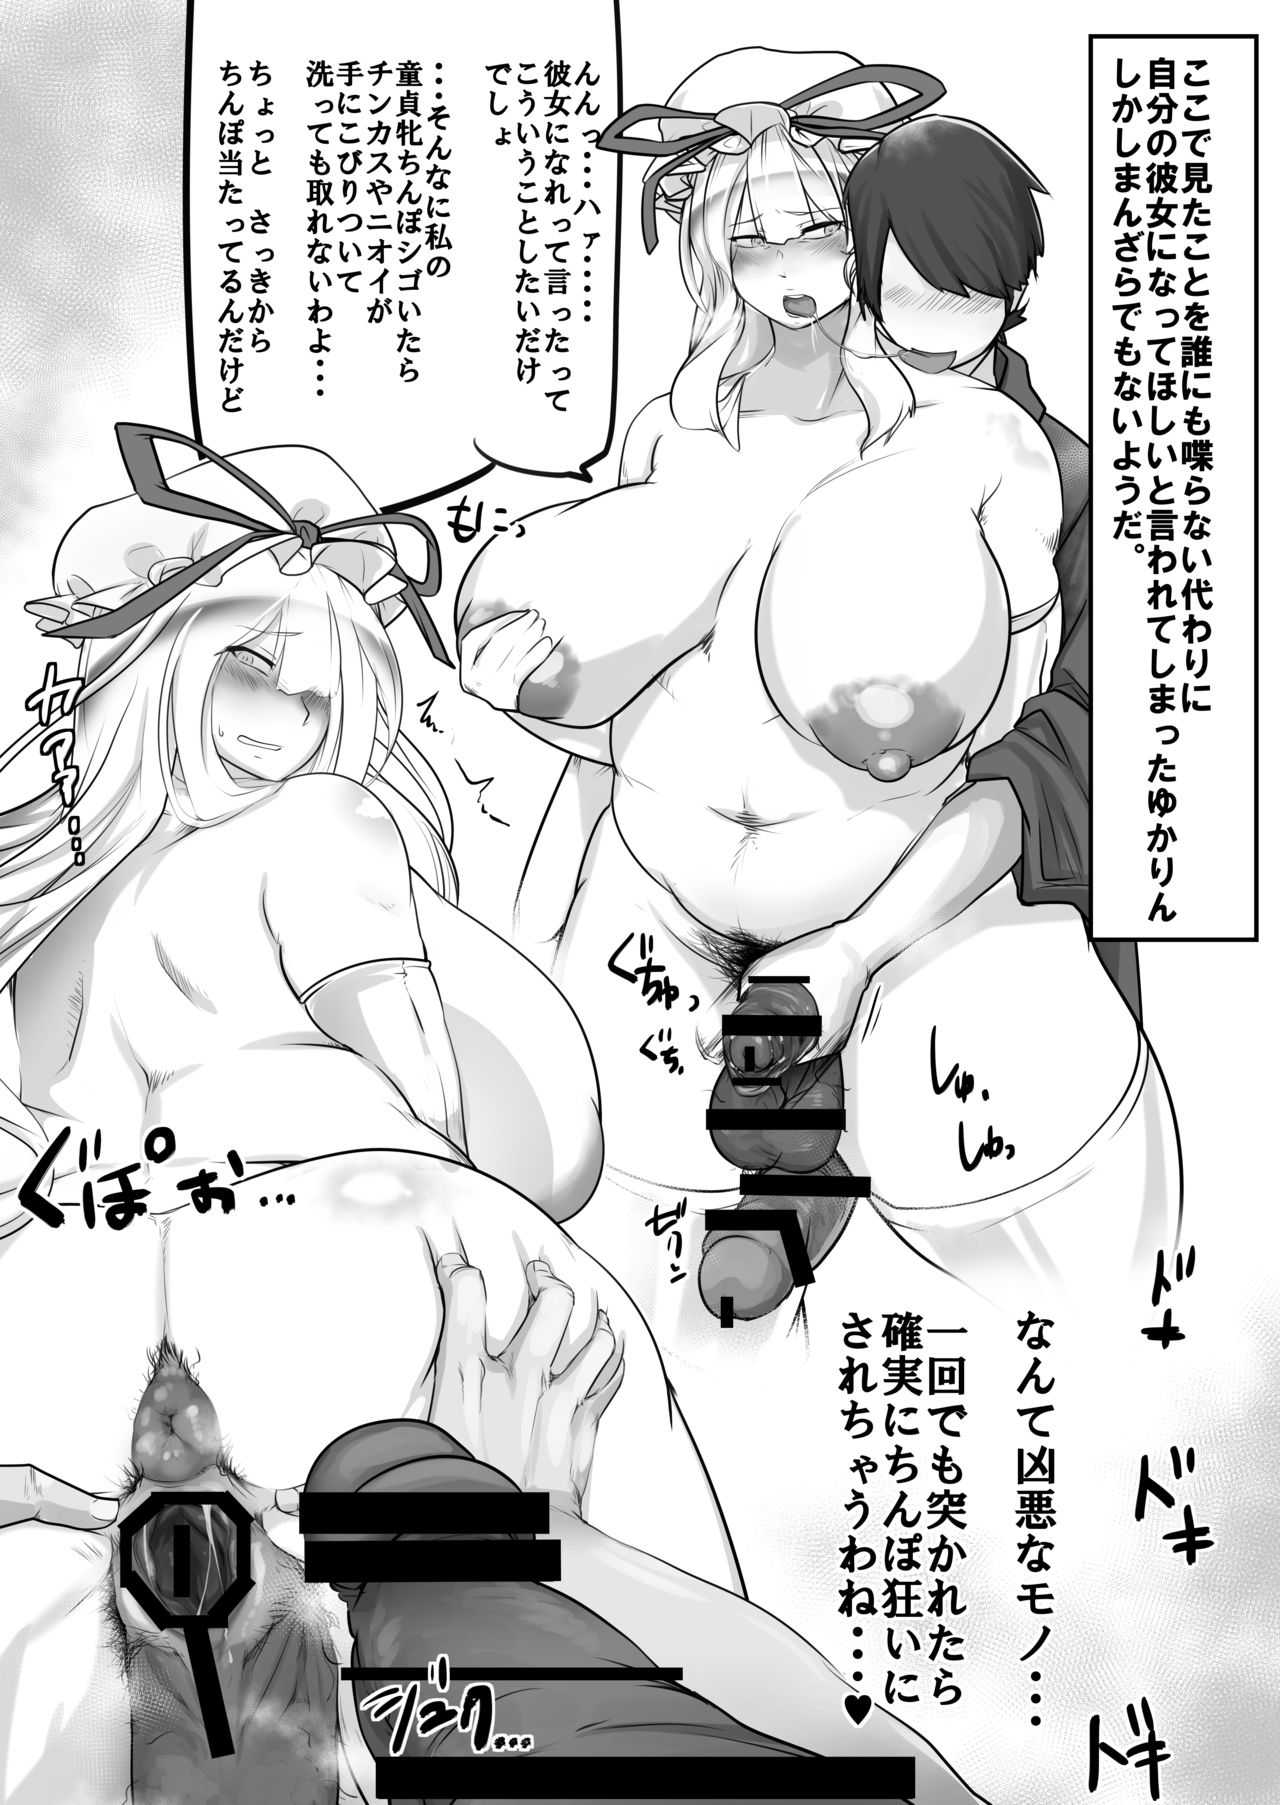 ここで見たことを誰にも喋らない代わりに
自分の彼女になってほしいと言われてしまったゆかりん
しかしまんざらでもないようだ。
んんっ・・・ハァ・・・・・
彼女になれって言ったって
こういうことしたいだけ
でしょ
・・・そんなに私の
童貞牝ちんぽシゴいたら
チンカスやニオイが
手にこびりついて
洗っても取れないわよ・・・
ちょっと さっきから
ちんぽ当たってるんだけど
もにっ
カァァァ…
ぐちゅっ
ぐち
しゅ、
しゅっ
ゾリン
ぐぽぉ…
なんて凶悪なモノ・・・
一回でも突かれたら
確実にちんぽ狂いに
されちゃうわね・・・♥
ドキ
ドキ
ドキ
ジュク…